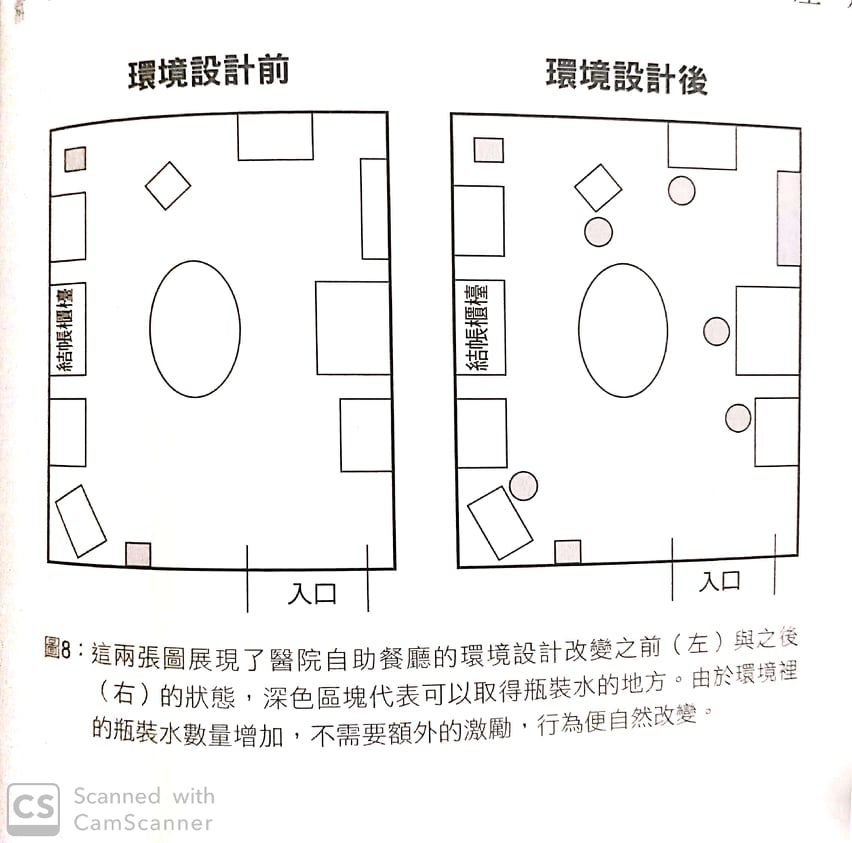 環境設計前
環境設計後
結帳櫃檯
結帳櫃檯
入口
入口
圖8：這兩張圖展現了醫院自助餐廳的環境設計改變之前（左）與之後
（右）的狀態，深色區塊代表可以取得瓶裝水的地方。由於環境裡
的瓶裝水數量增加，不需要額外的激勵，行為便自然改變。
CS
Scanned with
CamScanner